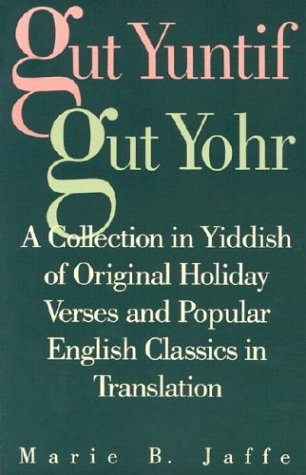 gut Yuntif
gut Yohr
A Collection in Yiddish
of Original Holiday
Verses and Popular
English Classics in
Translation
Marie B. Jaffe